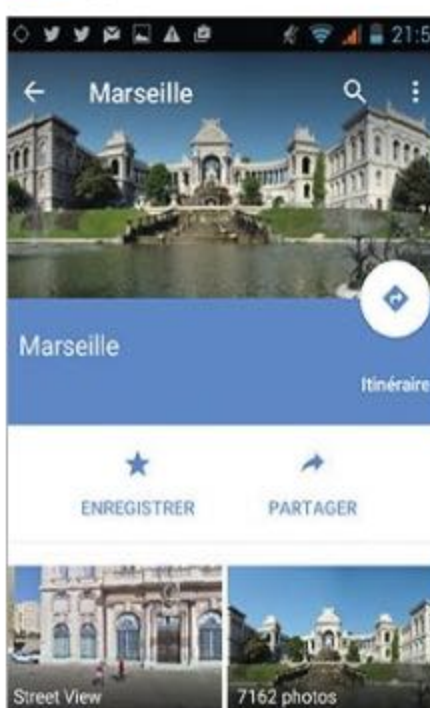 21:5
Marseille
Marseille
Itinéraire
ENREGISTRER PARTAGER
Street View 7162 photos